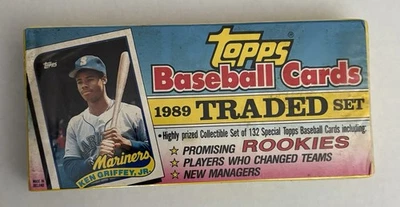 Topps
Baseball Cards
1989 TRADED SET
• Highly prized Collectible Set of 132 Special Topps Baseball Cards including:
★ PROMISING ROOKIES
★ PLAYERS WHO CHANGED TEAMS
★ NEW MANAGERS
Topps
Mariners
KEN GRIFFEY, JR.